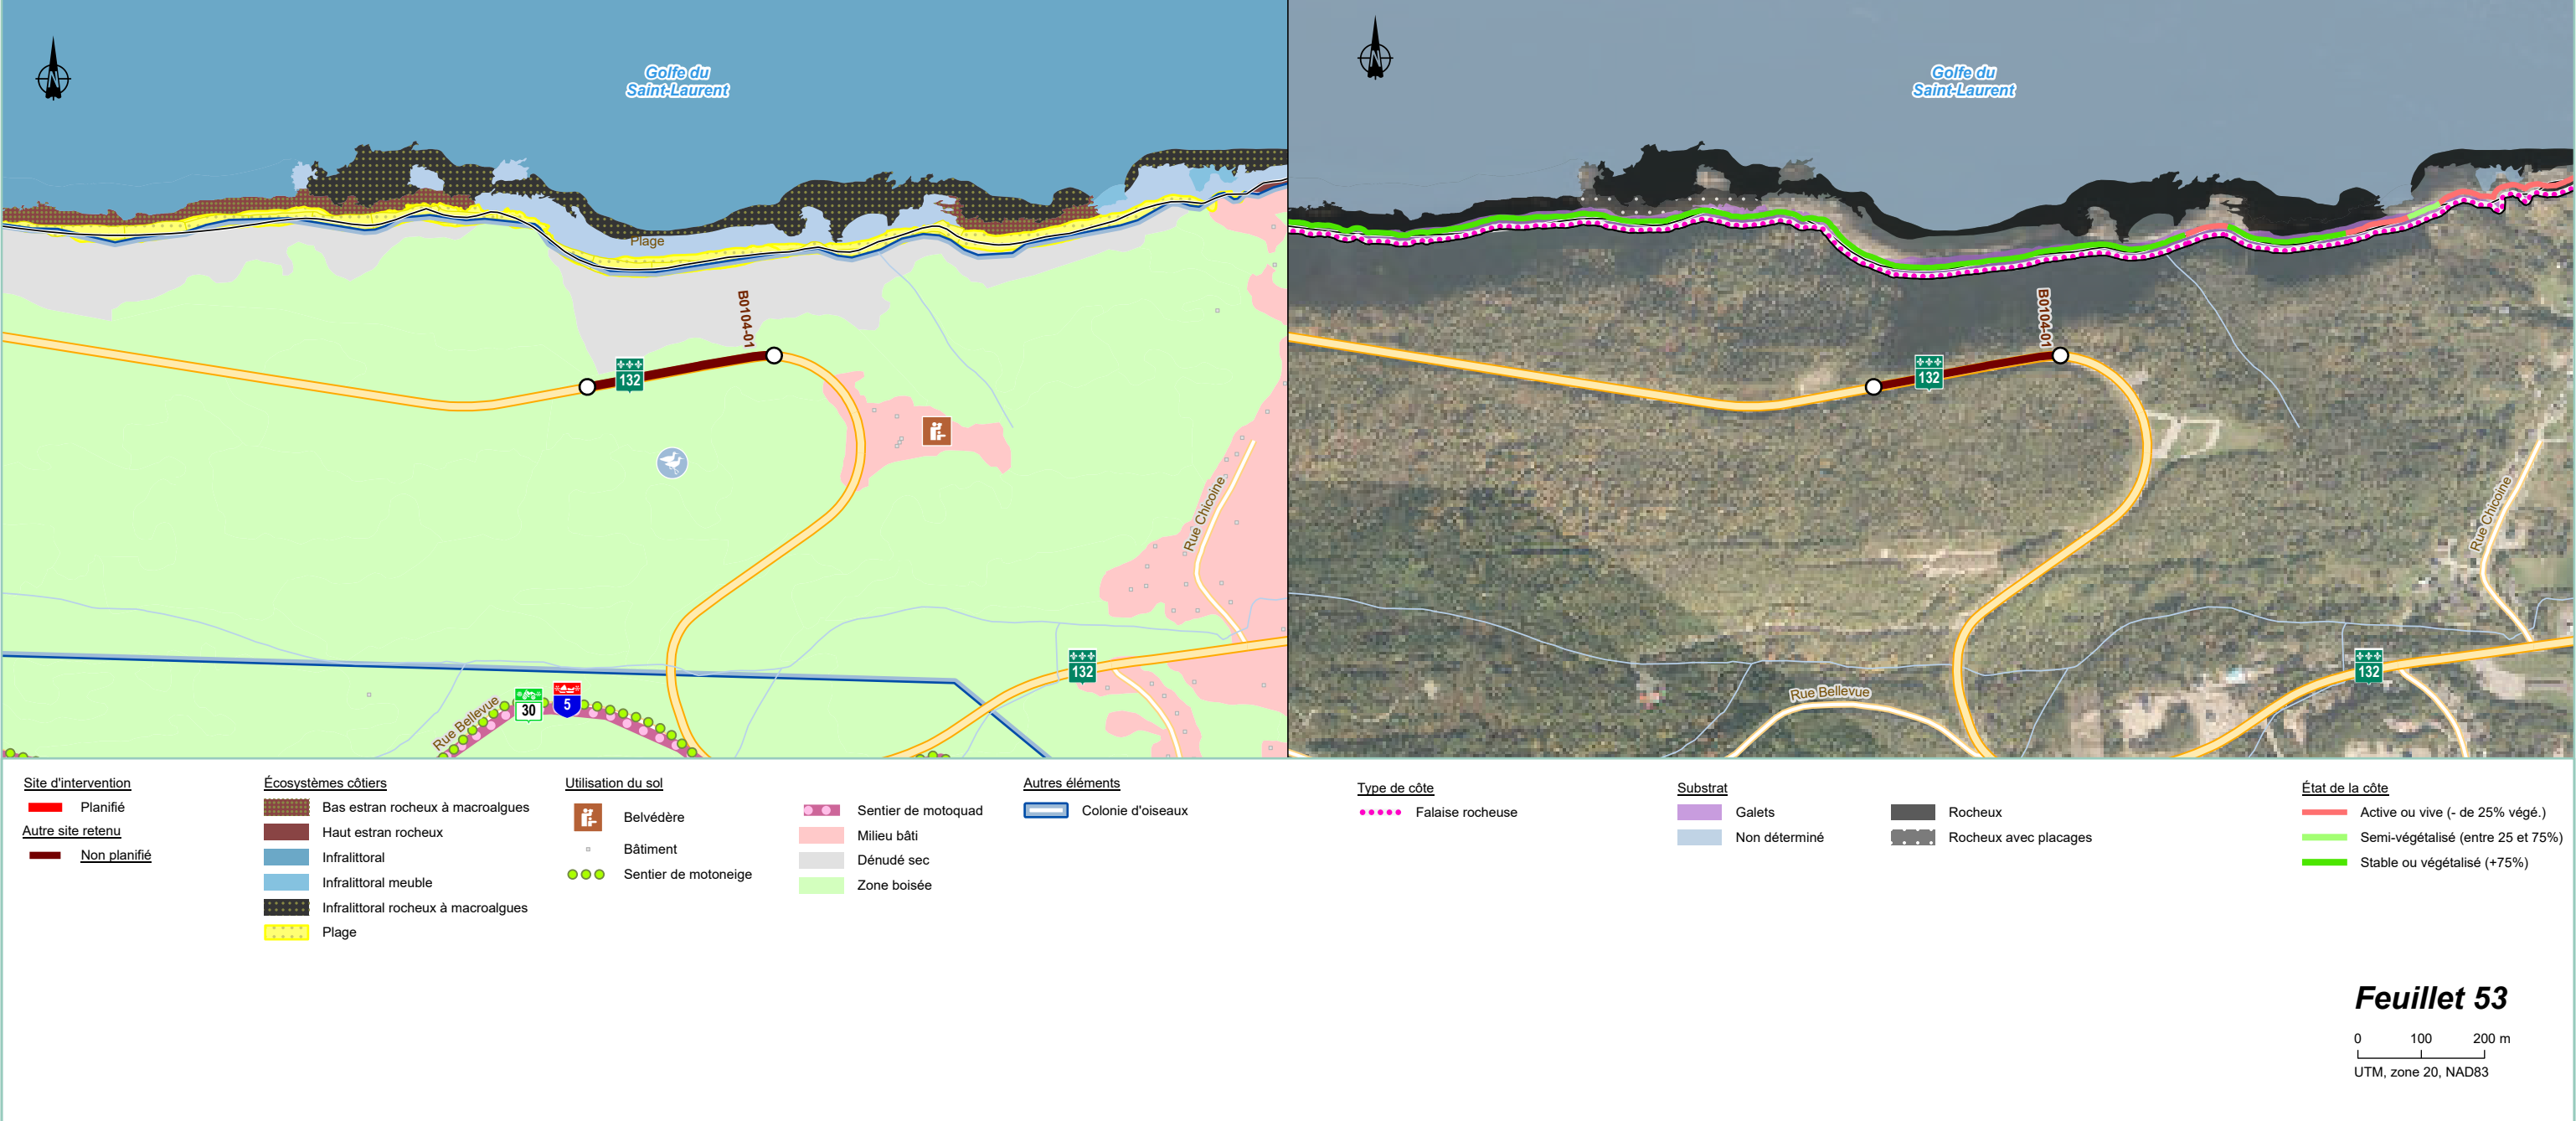 N
Golfe du
Saint-Laurent
Plage
B0104-01
132
Rue Chicoine
132
Rue Bellevue
30
5
N
Golfe du
Saint-Laurent
B0104-01
132
Rue Chicoine
132
Rue Bellevue
Site d'intervention
Planifié
Autre site retenu
Non planifié
Écosystèmes côtiers
Bas estran rocheux à macroalgues
Haut estran rocheux
Infralittoral
Infralittoral meuble
Infralittoral rocheux à macroalgues
Plage
Utilisation du sol
Belvédère
Bâtiment
Sentier de motoneige
Sentier de motoquad
Milieu bâti
Dénudé sec
Zone boisée
Autres éléments
Colonie d'oiseaux
Type de côte
Falaise rocheuse
Substrat
Galets
Non déterminé
Rocheux
Rocheux avec placages
État de la côte
Active ou vive (- de 25% végé.)
Semi-végétalisé (entre 25 et 75%)
Stable ou végétalisé (+75%)
Feuillet 53
0 100 200 m
UTM, zone 20, NAD83